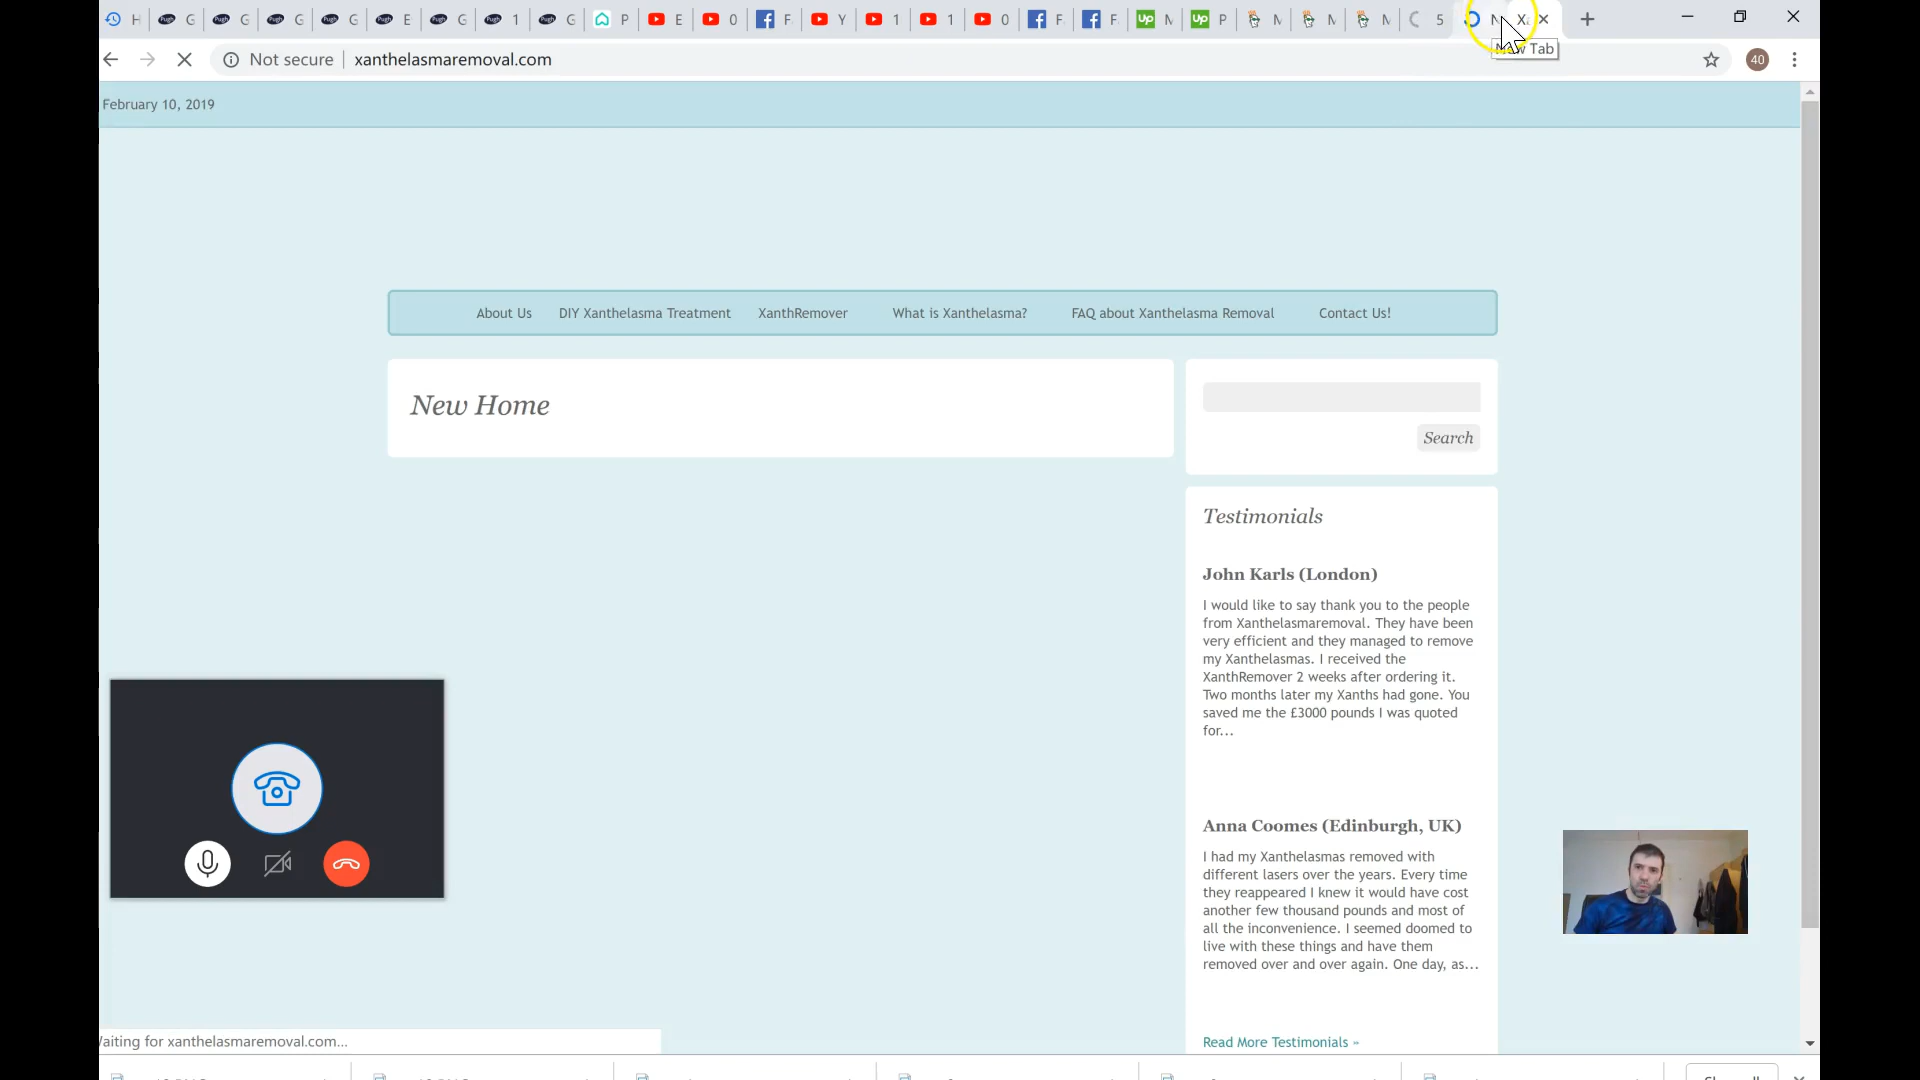 H G G G G E G 1 G P E 0 F Y 1 1 0 F F M P M M M 5 N X
New Tab
Not secure xanthelasmaremoval.com 40
February 10, 2019
About Us DIY Xanthelasma Treatment XanthRemover What is Xanthelasma? FAQ about Xanthelasma Removal Contact Us!
New Home
Search
Testimonials
John Karls (London)
I would like to say thank you to the people
from Xanthelasmaremoval. They have been
very efficient and they managed to remove
my Xanthelasmas. I received the
XanthRemover 2 weeks after ordering it.
Two months later my Xanths had gone. You
saved me the £3000 pounds I was quoted
for...
Anna Coomes (Edinburgh, UK)
I had my Xanthelasmas removed with
different lasers over the years. Every time
they reappeared I knew it would have cost
another few thousand pounds and most of
all the inconvenience. I seemed doomed to
live with these things and have them
removed over and over again. One day, as...
Read More Testimonials »
aiting for xanthelasmaremoval.com...